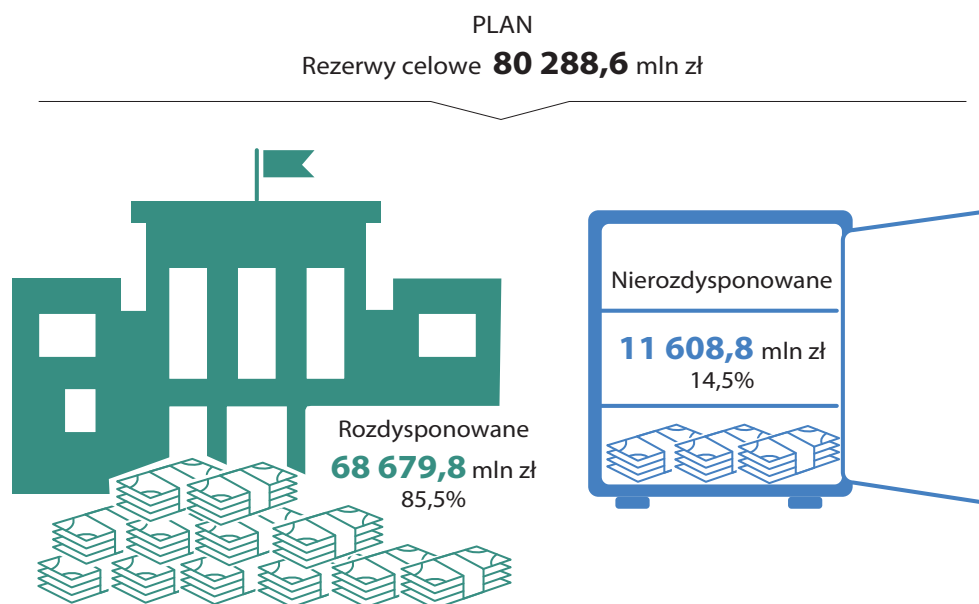 PLAN
Rezerwy celowe 80 288,6 mln zł
Rozdysponowane
68 679,8 mln zł
85,5%
Nierozdysponowane
11 608,8 mln zł
14,5%